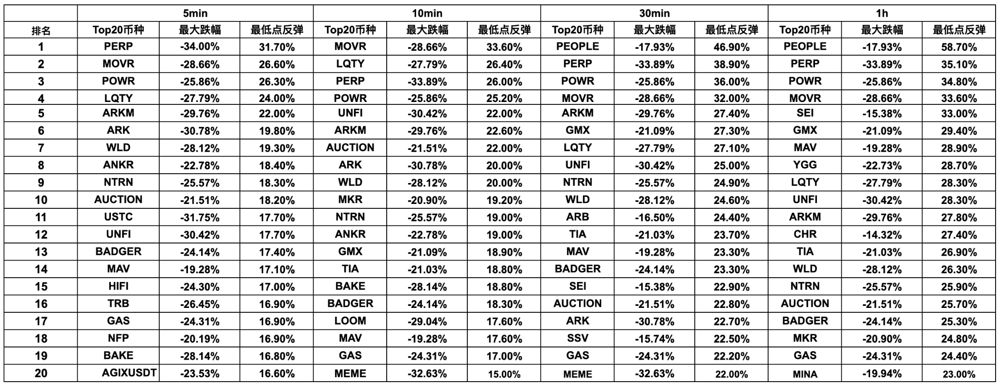 5min 10min 30min 1h
排名 Top20币种 最大跌幅 最低点反弹 Top20币种 最大跌幅 最低点反弹 Top20币种 最大跌幅 最低点反弹 Top20币种 最大跌幅 最低点反弹
1 PERP -34.00% 31.70% MOVR -28.66% 33.60% PEOPLE -17.93% 46.90% PEOPLE -17.93% 58.70%
2 MOVR -28.66% 26.60% LQTY -27.79% 26.40% PERP -33.89% 38.90% PERP -33.89% 35.10%
3 POWR -25.86% 26.30% PERP -33.89% 26.00% POWR -25.86% 36.00% POWR -25.86% 34.80%
4 LQTY -27.79% 24.00% POWR -25.86% 25.20% MOVR -28.66% 32.00% MOVR -28.66% 33.60%
5 ARKM -29.76% 22.00% UNFI -30.42% 22.00% ARKM -29.76% 27.40% SEI -15.38% 33.00%
6 ARK -30.78% 19.80% ARKM -29.76% 22.60% GMX -21.09% 27.30% GMX -21.09% 29.40%
7 WLD -28.12% 19.30% AUCTION -21.51% 22.00% LQTY -27.79% 27.10% MAV -19.28% 28.90%
8 ANKR -22.78% 18.40% ARK -30.78% 20.00% UNFI -30.42% 25.00% YGG -22.73% 28.70%
9 NTRN -25.57% 18.30% WLD -28.12% 20.00% NTRN -25.57% 24.90% LQTY -27.79% 28.30%
10 AUCTION -21.51% 18.20% MKR -20.90% 19.20% WLD -28.12% 24.60% UNFI -30.42% 28.30%
11 USTC -31.75% 17.70% NTRN -25.57% 19.00% ARB -16.50% 24.40% ARKM -29.76% 27.80%
12 UNFI -30.42% 17.70% ANKR -22.78% 19.00% TIA -21.03% 23.70% CHR -14.32% 27.40%
13 BADGER -24.14% 17.40% GMX -21.09% 18.90% MAV -19.28% 23.30% TIA -21.03% 26.90%
14 MAV -19.28% 17.10% TIA -21.03% 18.80% BADGER -24.14% 23.30% WLD -28.12% 26.30%
15 HIFI -24.30% 17.00% BAKE -28.14% 18.80% SEI -15.38% 22.90% NTRN -25.57% 25.90%
16 TRB -26.45% 16.90% BADGER -24.14% 18.30% AUCTION -21.51% 22.80% AUCTION -21.51% 25.70%
17 GAS -24.31% 16.90% LOOM -29.04% 17.60% ARK -30.78% 22.70% BADGER -24.14% 25.30%
18 NFP -20.19% 16.90% MAV -19.28% 17.60% SSV -15.74% 22.50% MKR -20.90% 24.80%
19 BAKE -28.14% 16.80% GAS -24.31% 17.00% GAS -24.31% 22.20% GAS -24.31% 24.40%
20 AGIXUSDT -23.53% 16.60% MEME -32.63% 15.00% MEME -32.63% 22.00% MINA -19.94% 23.00%